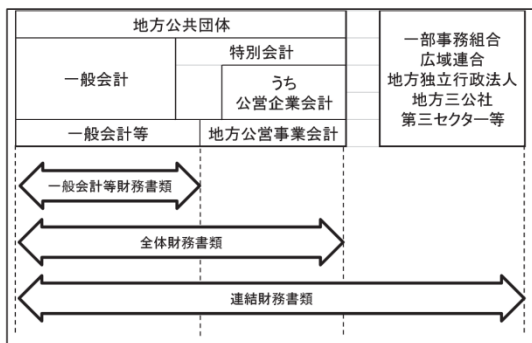 地方公共団体
一般会計
特別会計
うち
公営企業会計
一般会計等
地方公営事業会計
一部事務組合
広域連合
地方独立行政法人
地方三公社
第三セクター等
一般会計等財務書類
全体財務書類
連結財務書類